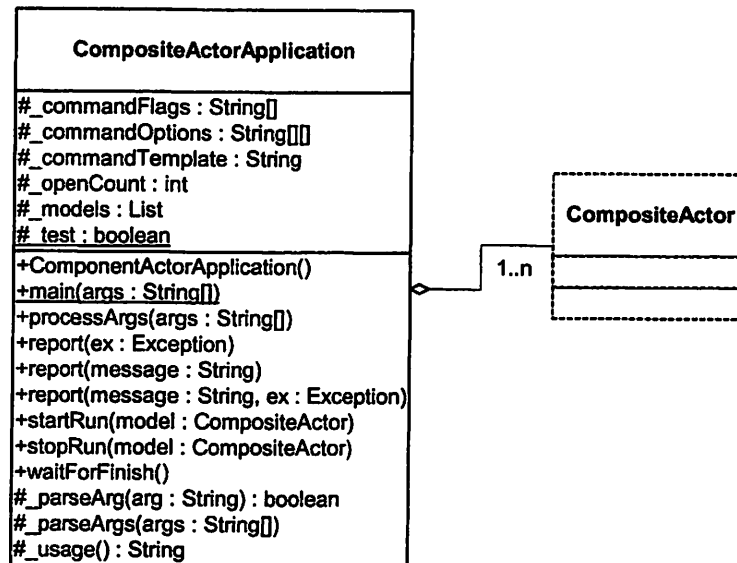 CompositeActorApplication
#_commandFlags : String[]
#_commandOptions : String[][]
#_commandTemplate : String
#_openCount : int
#_models : List
#_test : boolean
+ComponentActorApplication()
+main(args : String[])
+processArgs(args : String[])
+report(ex : Exception)
+report(message : String)
+report(message : String, ex : Exception)
+startRun(model : CompositeActor)
+stopRun(model : CompositeActor)
+waitForFinish()
#_parseArg(arg : String) : boolean
#_parseArgs(args : String[])
#_usage() : String
1..n
CompositeActor